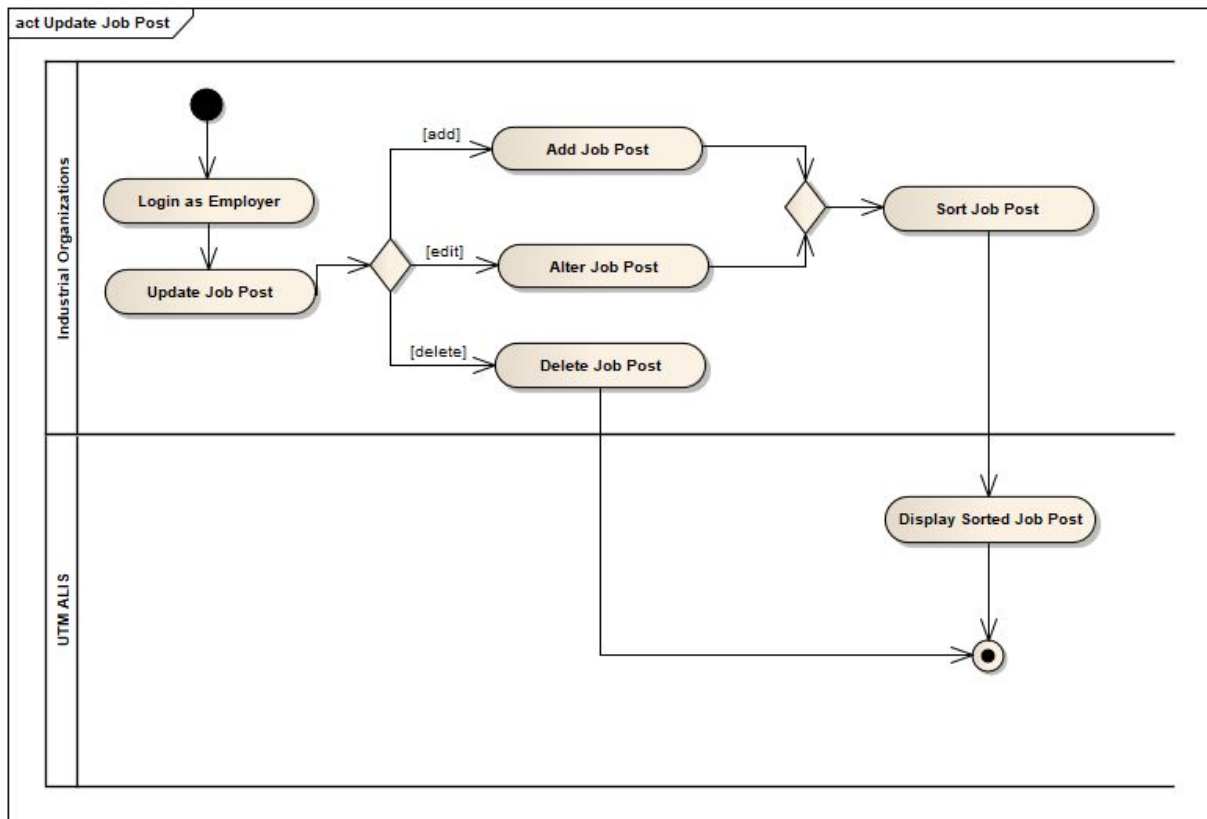 act Update Job Post
Industrial Organizations
[add]
Add Job Post
Login as Employer
Sort Job Post
[edit]
Alter Job Post
Update Job Post
[delete]
Delete Job Post
UTM ALIS
Display Sorted Job Post